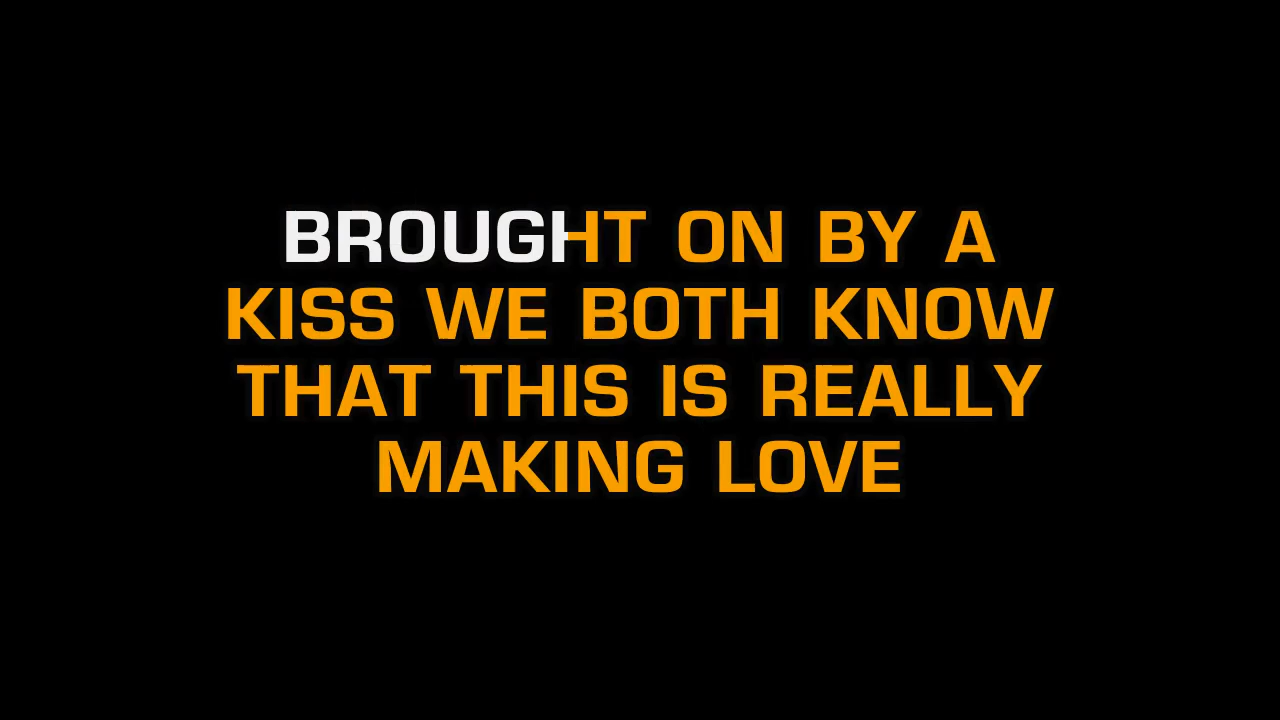 BROUGHT ON BY A
KISS WE BOTH KNOW
THAT THIS IS REALLY
MAKING LOVE